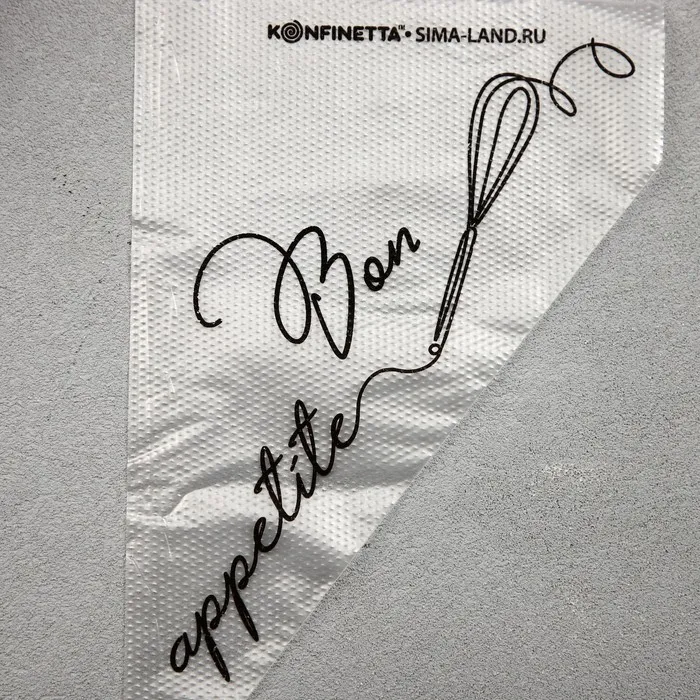 KONFINETTA™• SIMA-LAND.RU
Bon
appetite